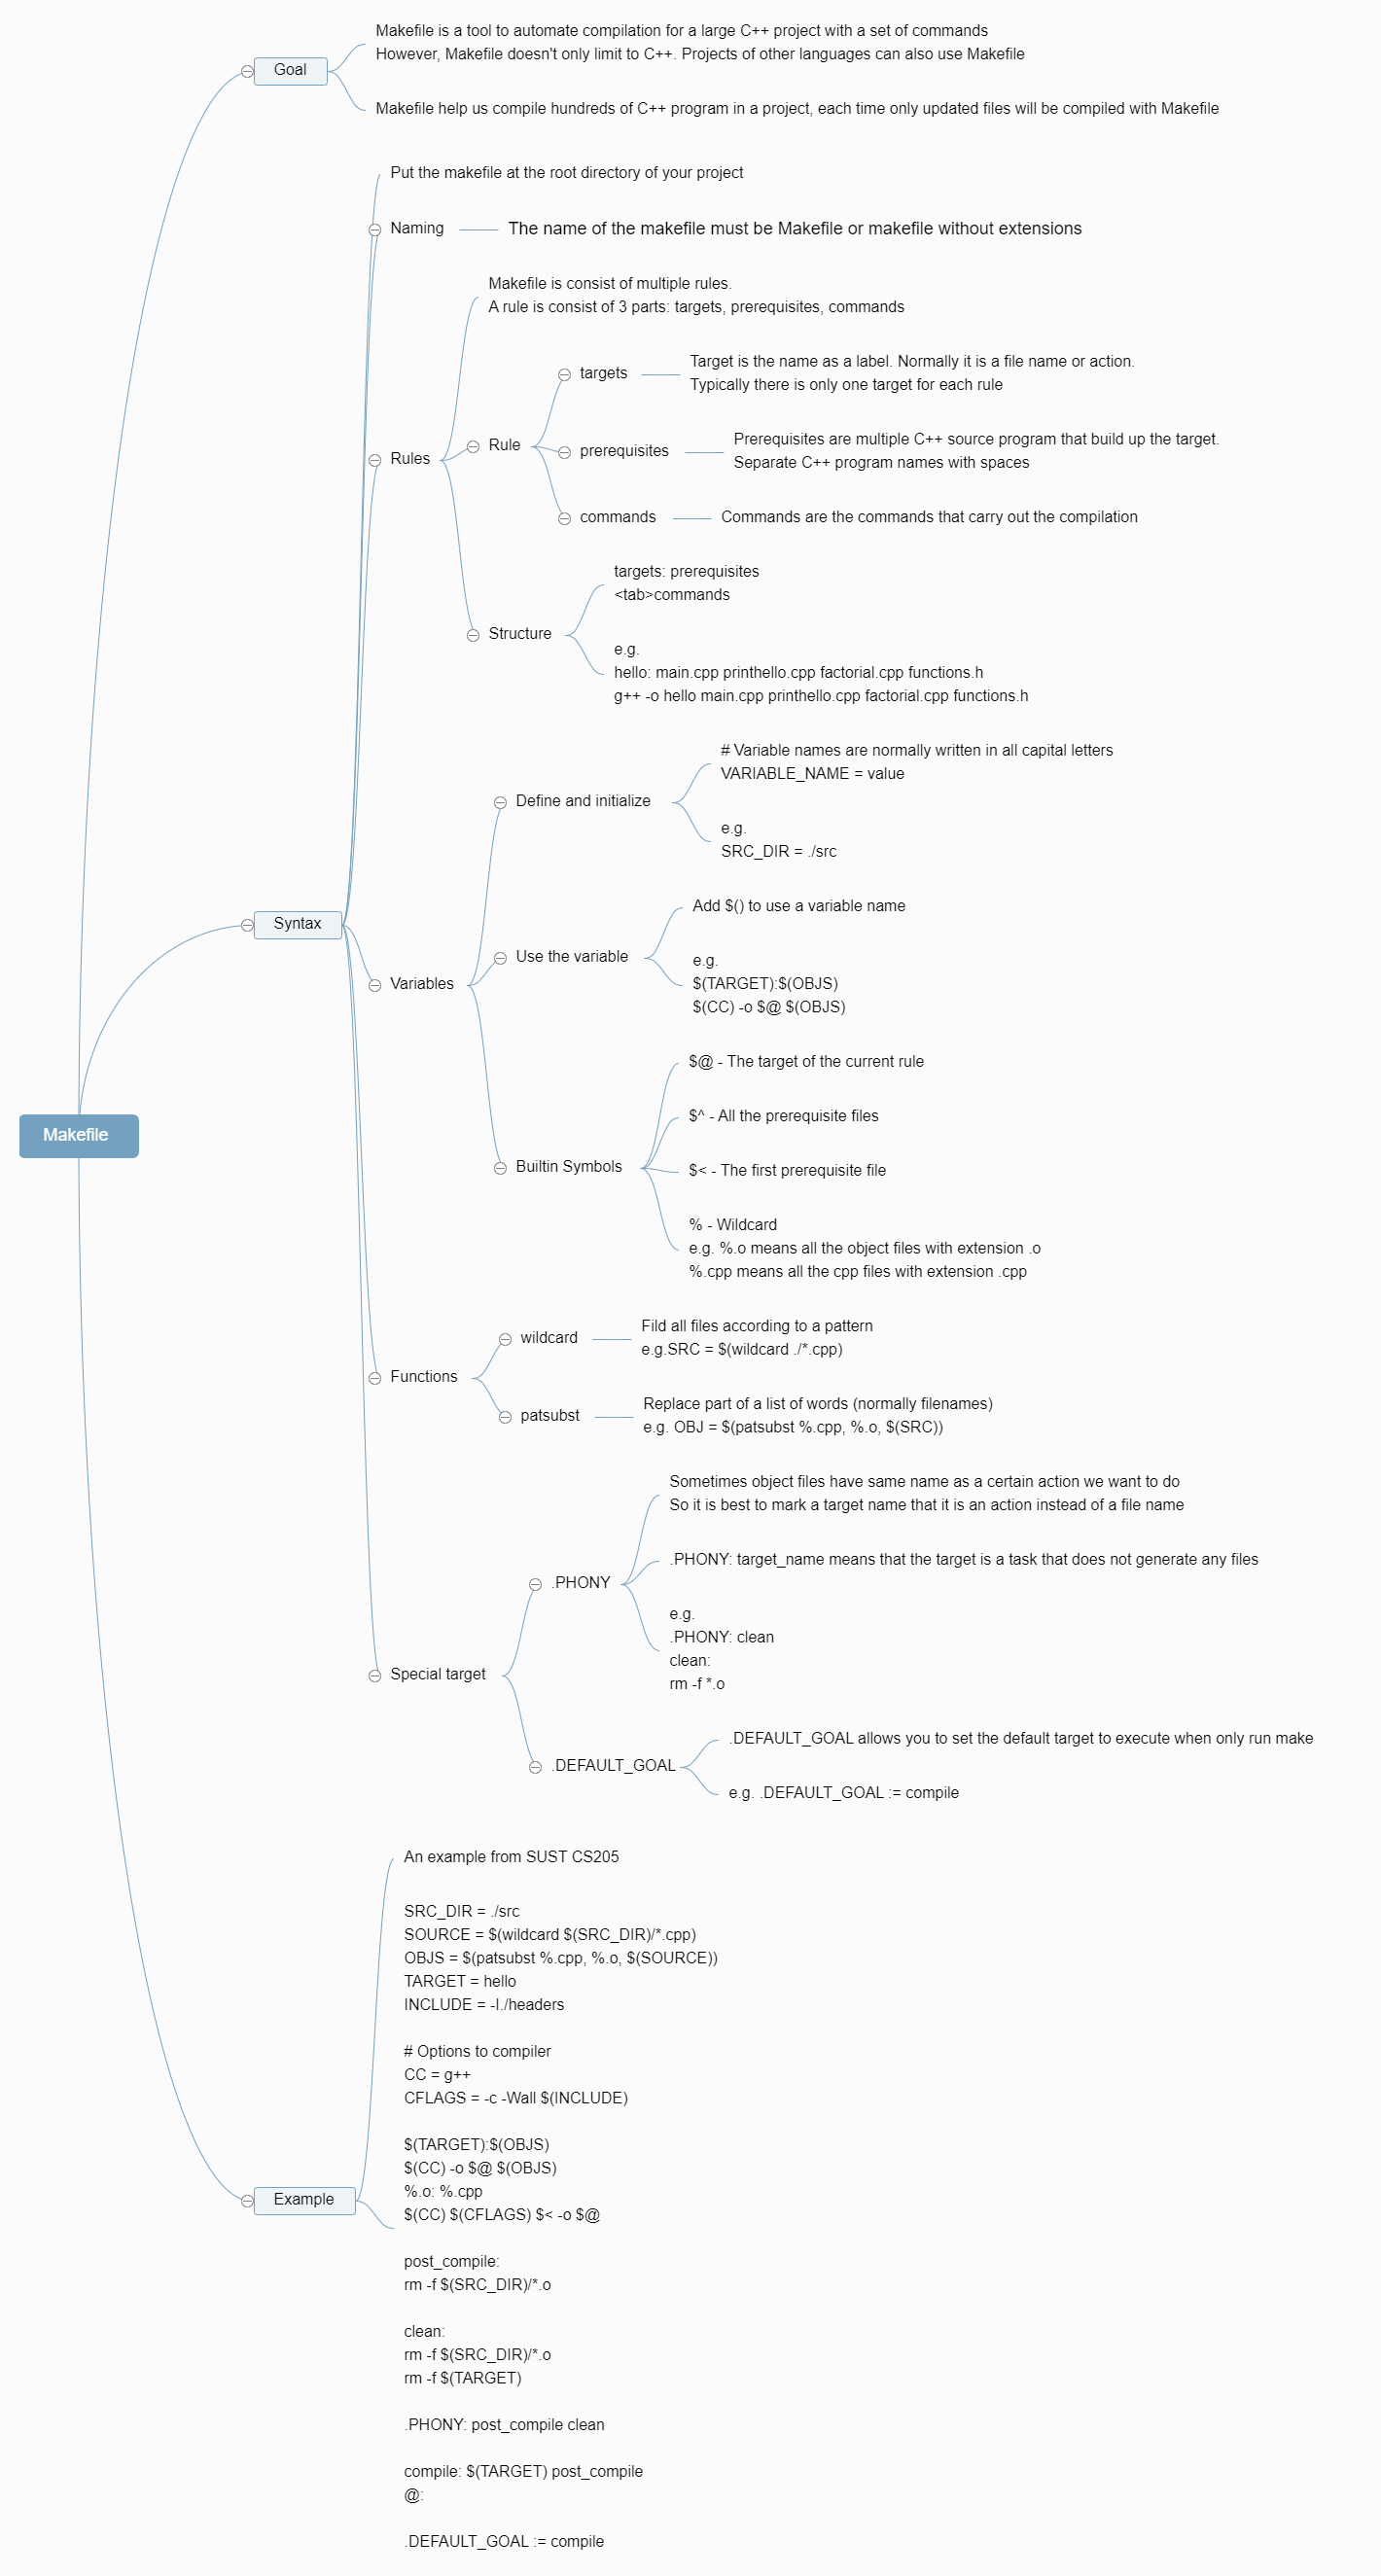 Makefile
Goal
Makefile is a tool to automate compilation for a large C++ project with a set of commands
However, Makefile doesn't only limit to C++. Projects of other languages can also use Makefile
Makefile help us compile hundreds of C++ program in a project, each time only updated files will be compiled with Makefile
Syntax
Put the makefile at the root directory of your project
Naming
The name of the makefile must be Makefile or makefile without extensions
Rules
Makefile is consist of multiple rules.
A rule is consist of 3 parts: targets, prerequisites, commands
Rule
targets
Target is the name as a label. Normally it is a file name or action.
Typically there is only one target for each rule
prerequisites
Prerequisites are multiple C++ source program that build up the target.
Separate C++ program names with spaces
commands
Commands are the commands that carry out the compilation
Structure
targets: prerequisites
<tab>commands
e.g.
hello: main.cpp printhello.cpp factorial.cpp functions.h
g++ -o hello main.cpp printhello.cpp factorial.cpp functions.h
Variables
Define and initialize
# Variable names are normally written in all capital letters
VARIABLE_NAME = value
e.g.
SRC_DIR = ./src
Use the variable
Add $() to use a variable name
e.g.
$(TARGET):$(OBJS)
$(CC) -o $@ $(OBJS)
Builtin Symbols
$@ - The target of the current rule
$^ - All the prerequisite files
$< - The first prerequisite file
% - Wildcard
e.g. %.o means all the object files with extension .o
%.cpp means all the cpp files with extension .cpp
Functions
wildcard
Fild all files according to a pattern
e.g.SRC = $(wildcard ./*.cpp)
patsubst
Replace part of a list of words (normally filenames)
e.g. OBJ = $(patsubst %.cpp, %.o, $(SRC))
Special target
.PHONY
Sometimes object files have same name as a certain action we want to do
So it is best to mark a target name that it is an action instead of a file name
.PHONY: target_name means that the target is a task that does not generate any files
e.g.
.PHONY: clean
clean:
rm -f *.o
.DEFAULT_GOAL
.DEFAULT_GOAL allows you to set the default target to execute when only run make
e.g. .DEFAULT_GOAL := compile
Example
An example from SUST CS205
SRC_DIR = ./src
SOURCE = $(wildcard $(SRC_DIR)/*.cpp)
OBJS = $(patsubst %.cpp, %.o, $(SOURCE))
TARGET = hello
INCLUDE = -I./headers
# Options to compiler
CC = g++
CFLAGS = -c -Wall $(INCLUDE)
$(TARGET):$(OBJS)
$(CC) -o $@ $(OBJS)
%.o: %.cpp
$(CC) $(CFLAGS) $< -o $@
post_compile:
rm -f $(SRC_DIR)/*.o
clean:
rm -f $(SRC_DIR)/*.o
rm -f $(TARGET)
.PHONY: post_compile clean
compile: $(TARGET) post_compile
@:
.DEFAULT_GOAL := compile